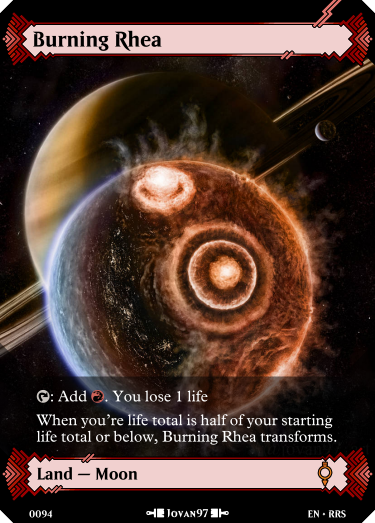 Burning Rhea
: Add . You lose 1 life
When you're life total is half of your starting
life total or below, Burning Rhea transforms.
Land — Moon
0094
Jovan97
EN • RRS